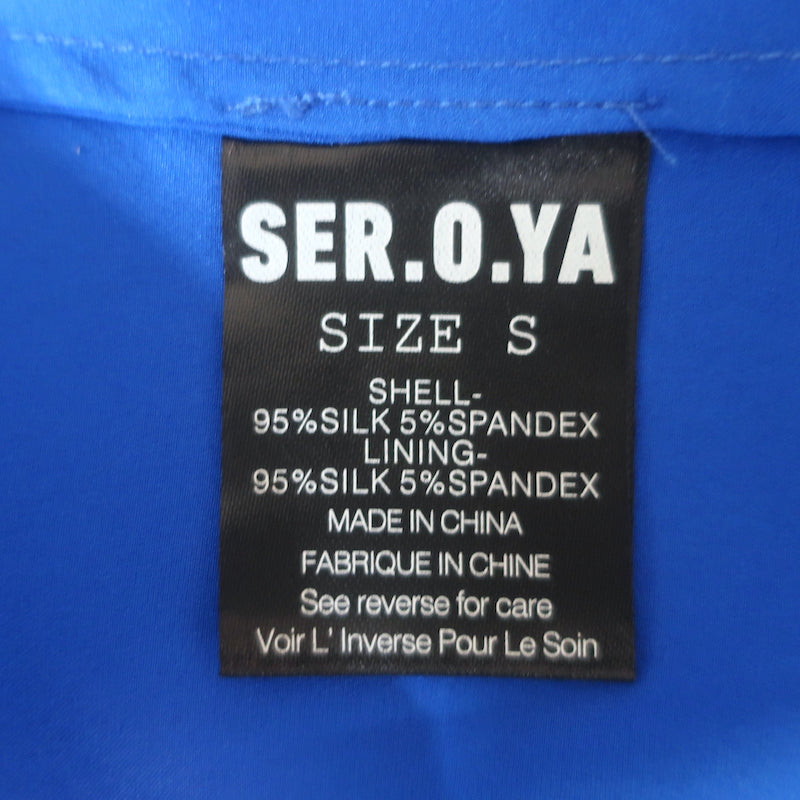 SER.O.YA
SIZE S
SHELL-
95%SILK 5%SPANDEX
LINING-
95%SILK 5%SPANDEX
MADE IN CHINA
FABRIQUE IN CHINE
See reverse for care
Voir L' Inverse Pour Le Soin